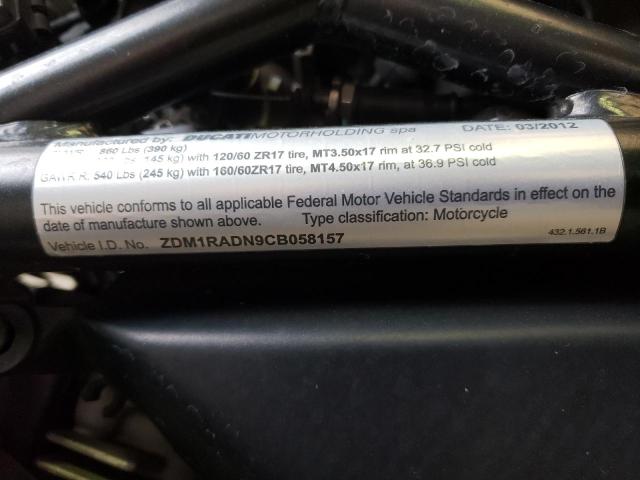 Manufactured by: DUCATIMOTORHOLDING spa DATE: 03/2012
860 Lbs (390 kg)
145 kg) with 120/60 ZR17 tire, MT3.50x17 rim at 32.7 PSI cold
GAWR R. 540 Lbs (245 kg) with 160/60ZR17 tire, MT4.50x17 rim, at 36.9 PSI cold
This vehicle conforms to all applicable Federal Motor Vehicle Standards in effect on the
date of manufacture shown above. Type classification: Motorcycle
Vehicle I.D. No. ZDM1RADN9CB058157
432.1.561.1B